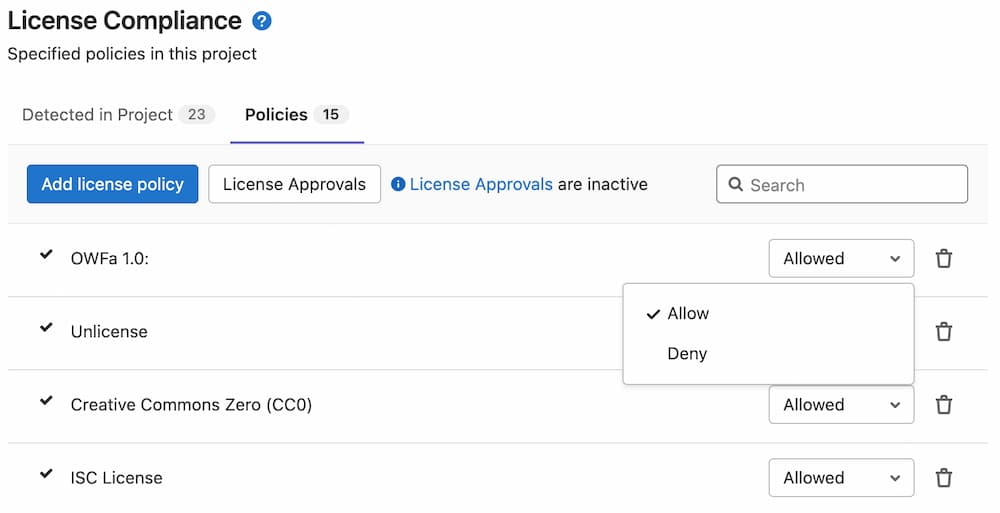 License Compliance ?
Specified policies in this project
Detected in Project 23 Policies 15
Add license policy License Approvals License Approvals are inactive Search
OWFa 1.0: Allowed
Allow
Unlicense
Deny
Creative Commons Zero (CC0) Allowed
ISC License Allowed